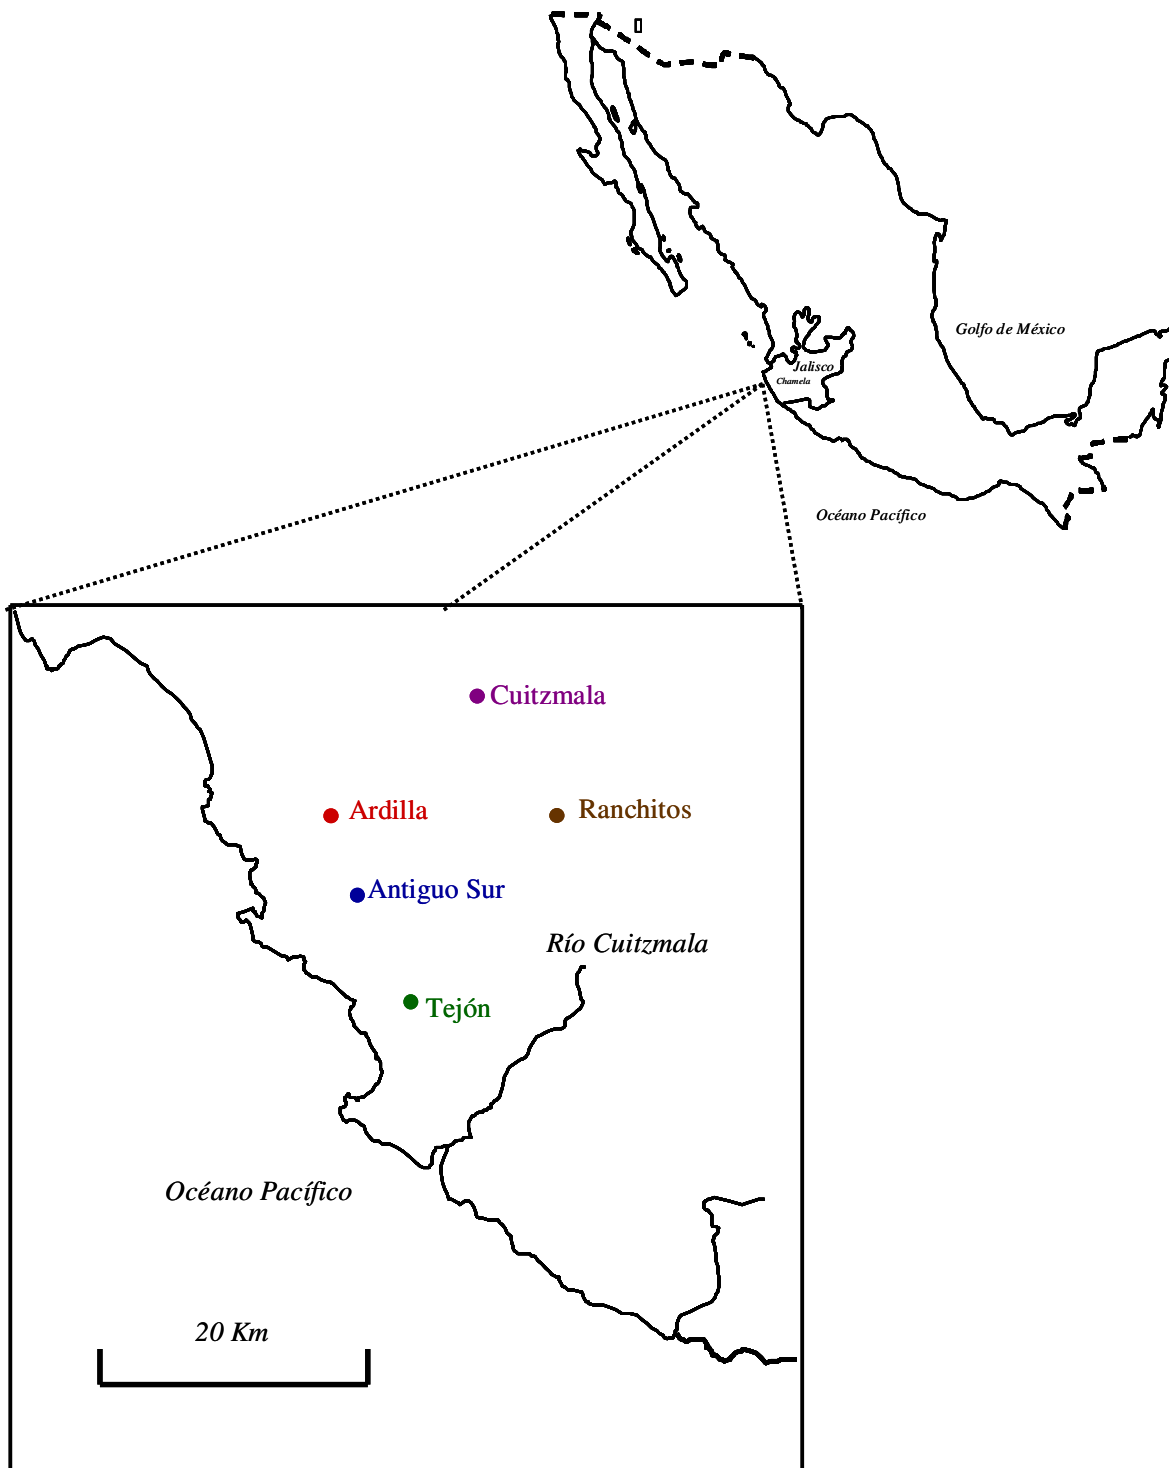 Golfo de México
Jalisco
Chamela
Océano Pacífico
Cuitzmala
Ardilla
Ranchitos
Antiguo Sur
Río Cuitzmala
Tejón
Océano Pacífico
20 Km